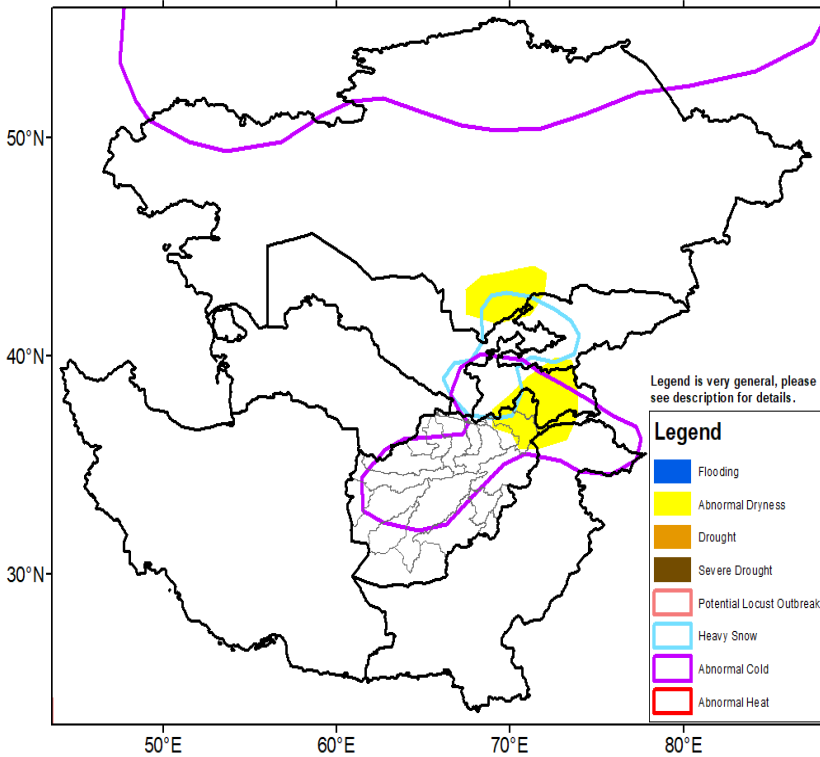 50°N
40°N
30°N
50°E
60°E
70°E
80°E
Legend is very general, please
see description for details.
Legend
Flooding
Abnormal Dryness
Drought
Severe Drought
Potential Locust Outbreak
Heavy Snow
Abnormal Cold
Abnormal Heat